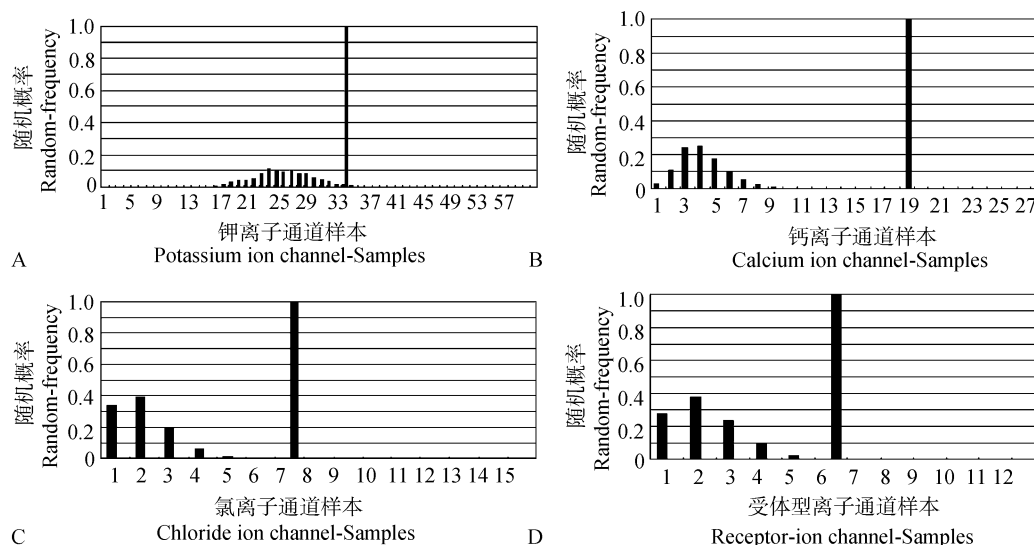 随机概率
Random-frequency
1.0
0.8
0.6
0.4
0.2
0
1 5 9 13 17 21 25 29 33 37 41 45 49 53 57
钾离子通道样本
Potassium ion channel-Samples
A
随机概率
Random-frequency
1.0
0.8
0.6
0.4
0.2
0
1 3 5 7 9 11 13 15 17 19 21 23 25 27
钙离子通道样本
Calcium ion channel-Samples
B
随机概率
Random-frequency
1.0
0.8
0.6
0.4
0.2
0
1 2 3 4 5 6 7 8 9 10 11 12 13 14 15
氯离子通道样本
Chloride ion channel-Samples
C
随机概率
Random-frequency
1.0
0.8
0.6
0.4
0.2
0
1 2 3 4 5 6 7 8 9 10 11 12
受体型离子通道样本
Receptor-ion channel-Samples
D